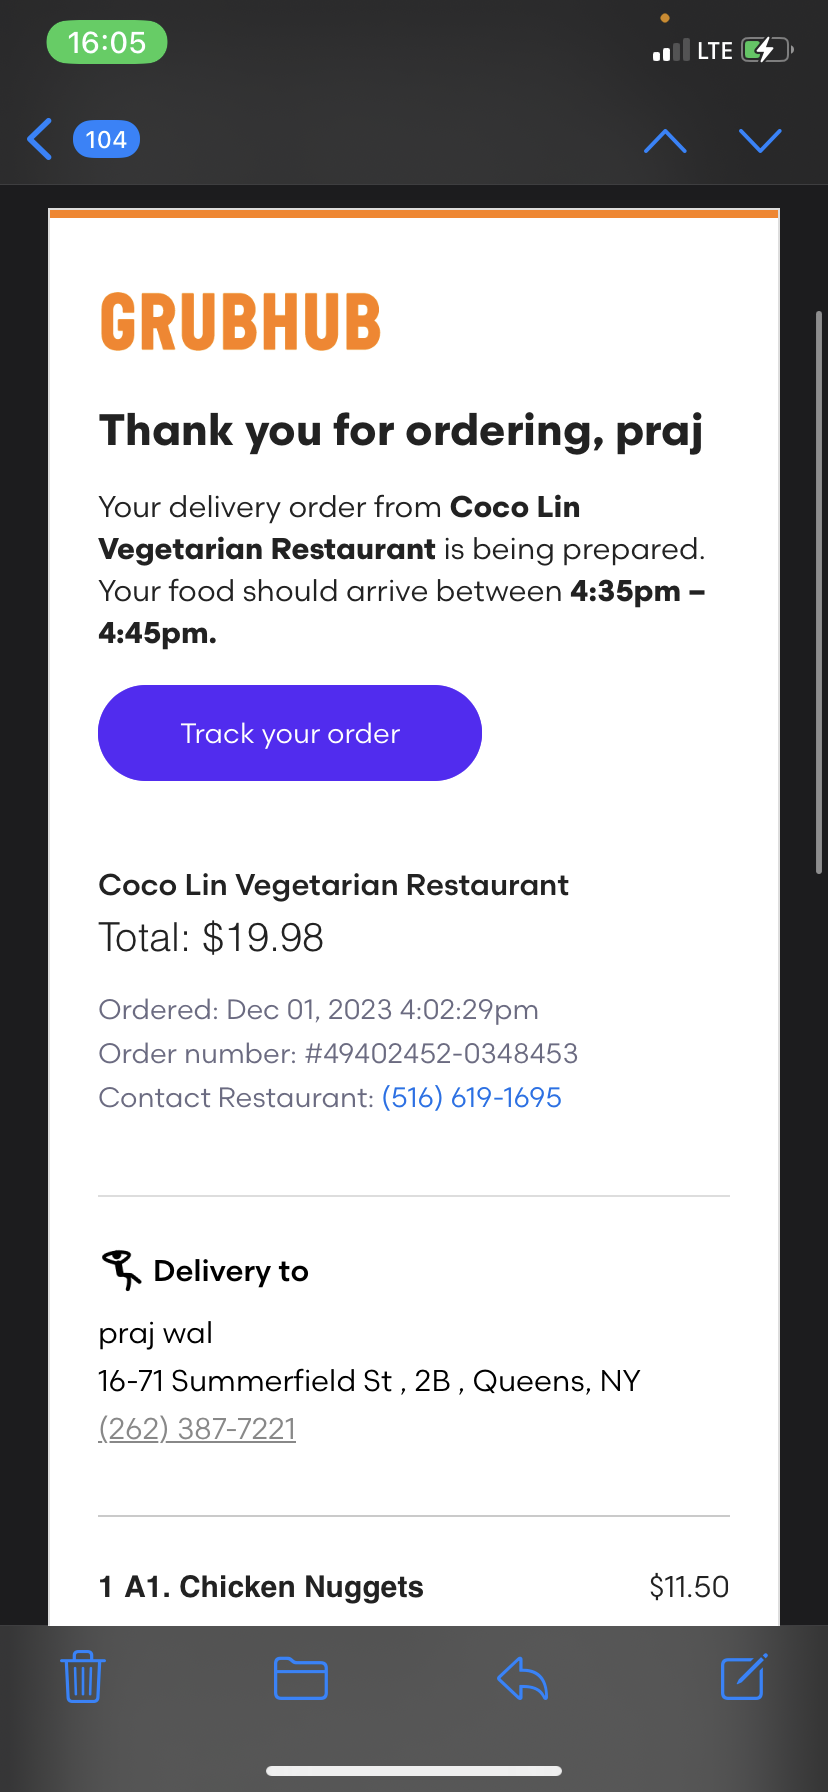 16:05
LTE
104
GRUBHUB
Thank you for ordering, praj
Your delivery order from Coco Lin
Vegetarian Restaurant is being prepared.
Your food should arrive between 4:35pm –
4:45pm.
Track your order
Coco Lin Vegetarian Restaurant
Total: $19.98
Ordered: Dec 01, 2023 4:02:29pm
Order number: #49402452-0348453
Contact Restaurant: (516) 619-1695
Delivery to
praj wal
16-71 Summerfield St , 2B , Queens, NY
(262) 387-7221
1 A1. Chicken Nuggets $11.50